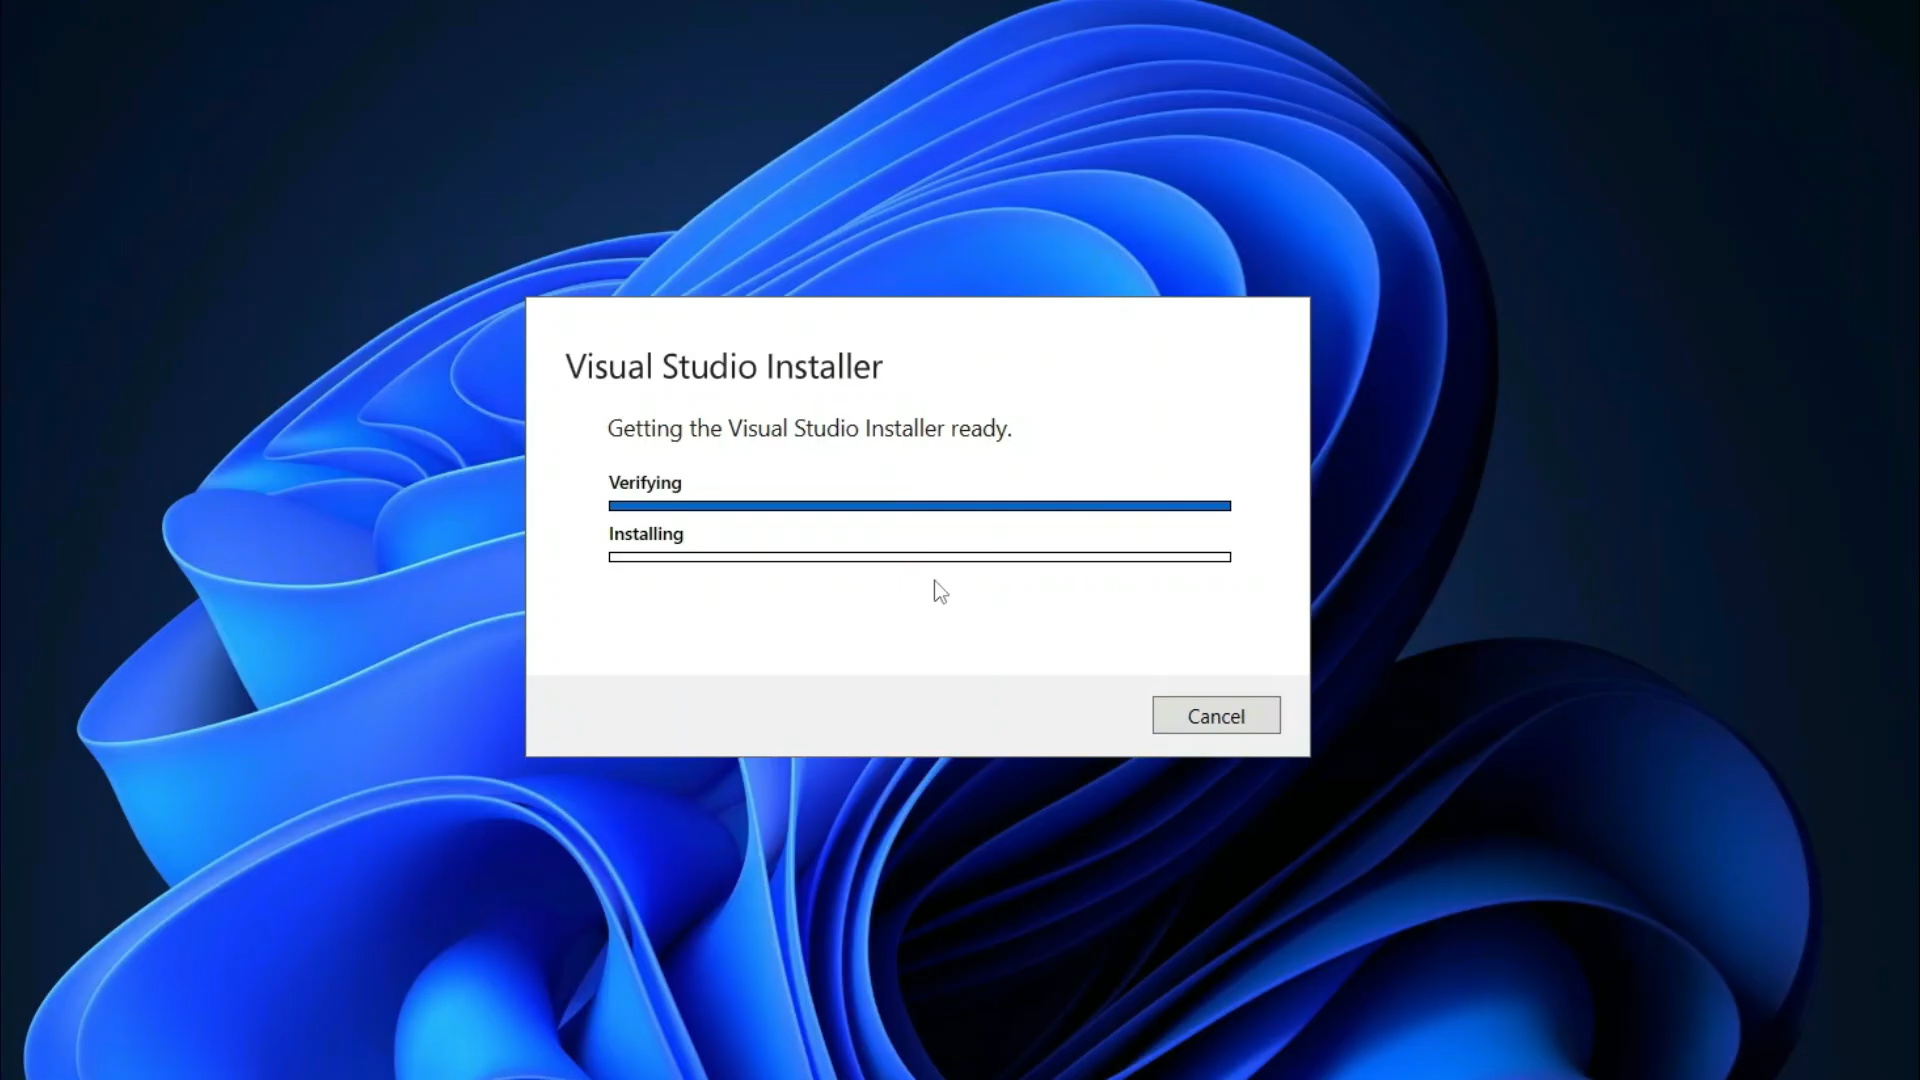 Visual Studio Installer
Getting the Visual Studio Installer ready.
Verifying
Installing
Cancel